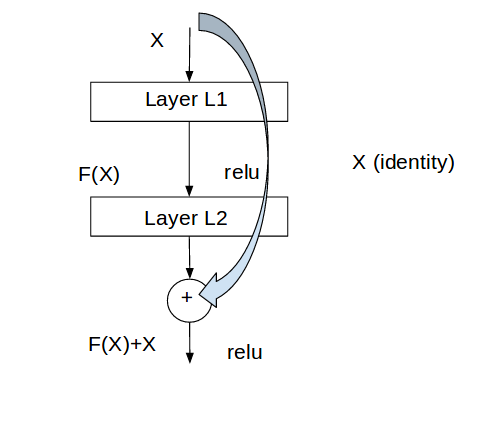 X
Layer L1
X (identity)
F(X)
relu
Layer L2
+
F(X)+X
relu